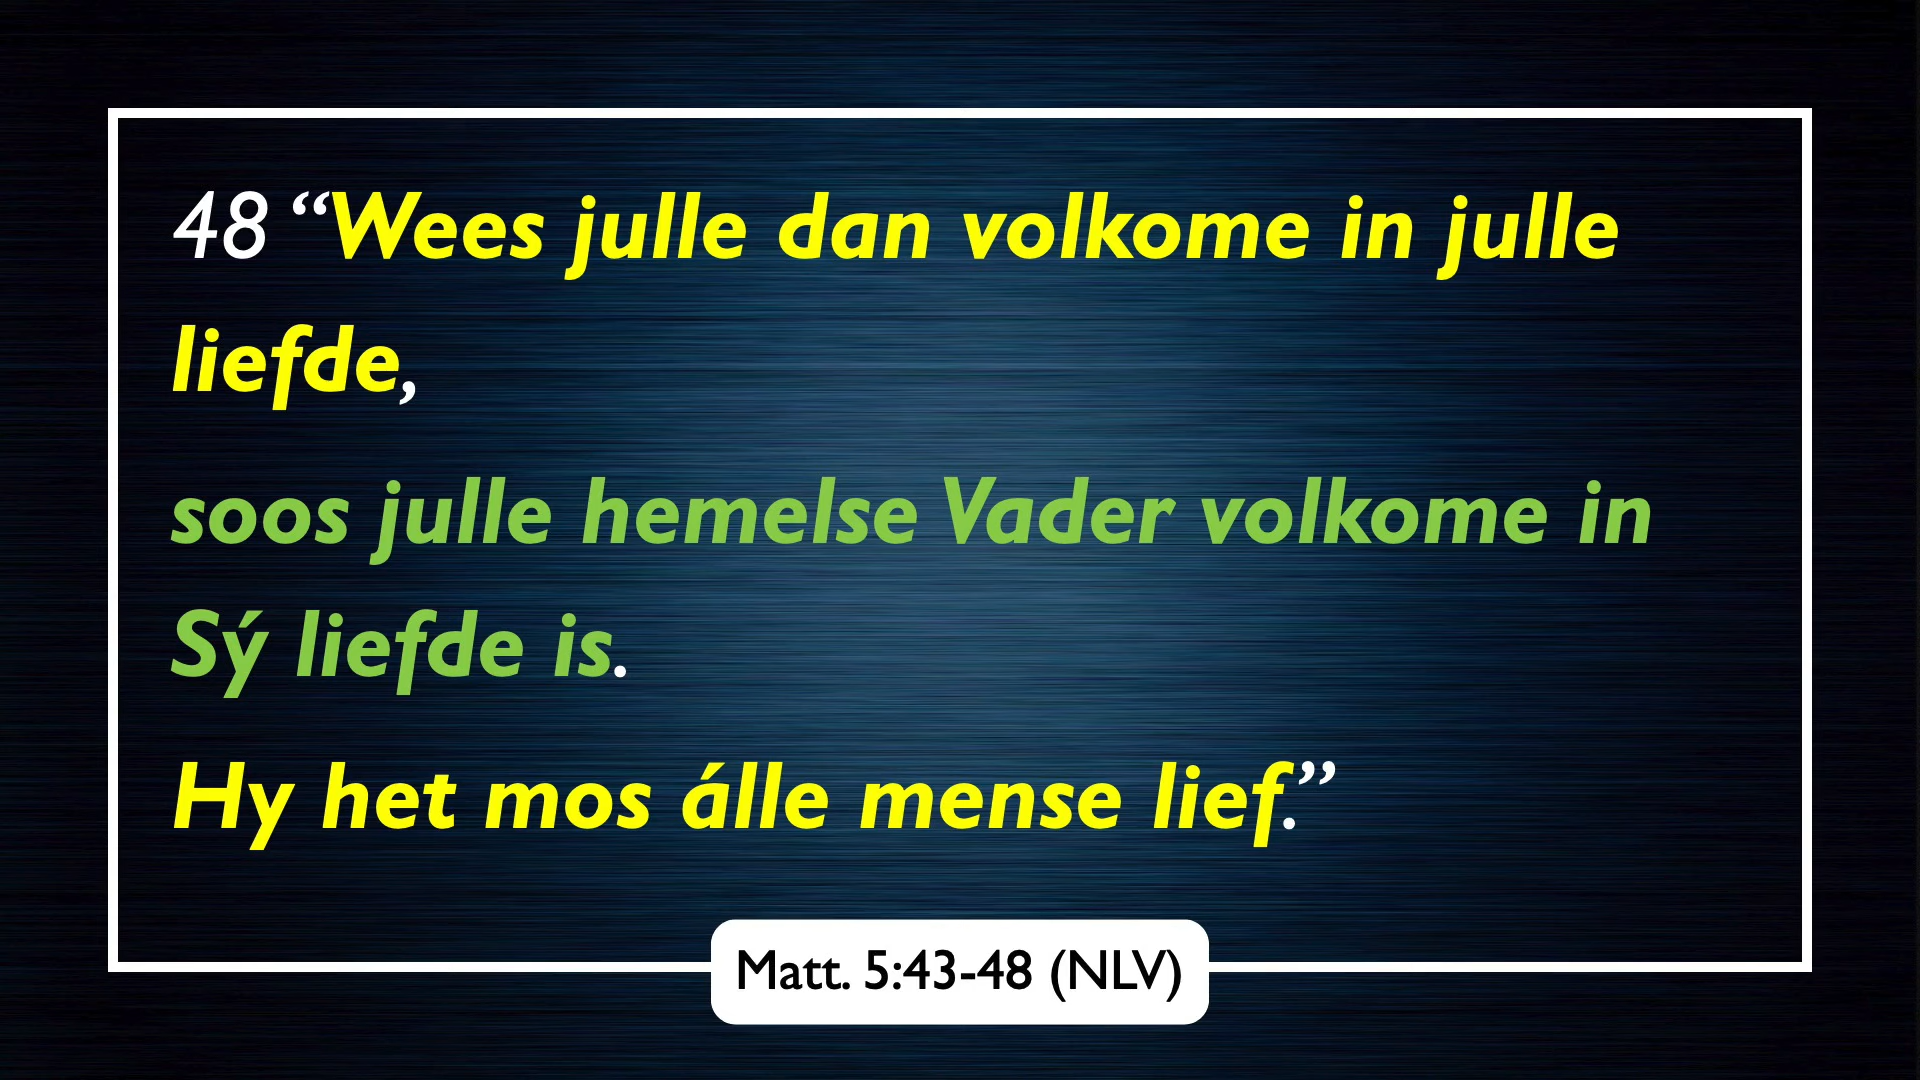 48 “Wees julle dan volkome in julle
liefde,
soos julle hemelse Vader volkome in
Sý liefde is.
Hy het mos álle mense lief.”
Matt. 5:43-48 (NLV)